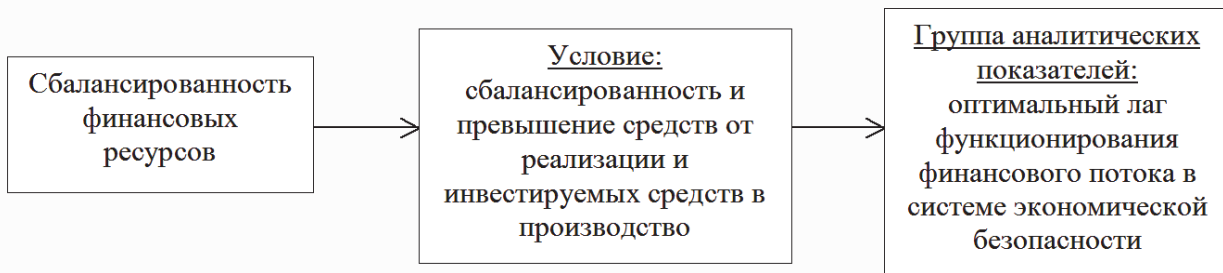 Сбалансированность
финансовых
ресурсов
Условие:
сбалансированность и
превышение средств от
реализации и
инвестируемых средств в
производство
Группа аналитических
показателей:
оптимальный лаг
функционирования
финансового потока в
системе экономической
безопасности